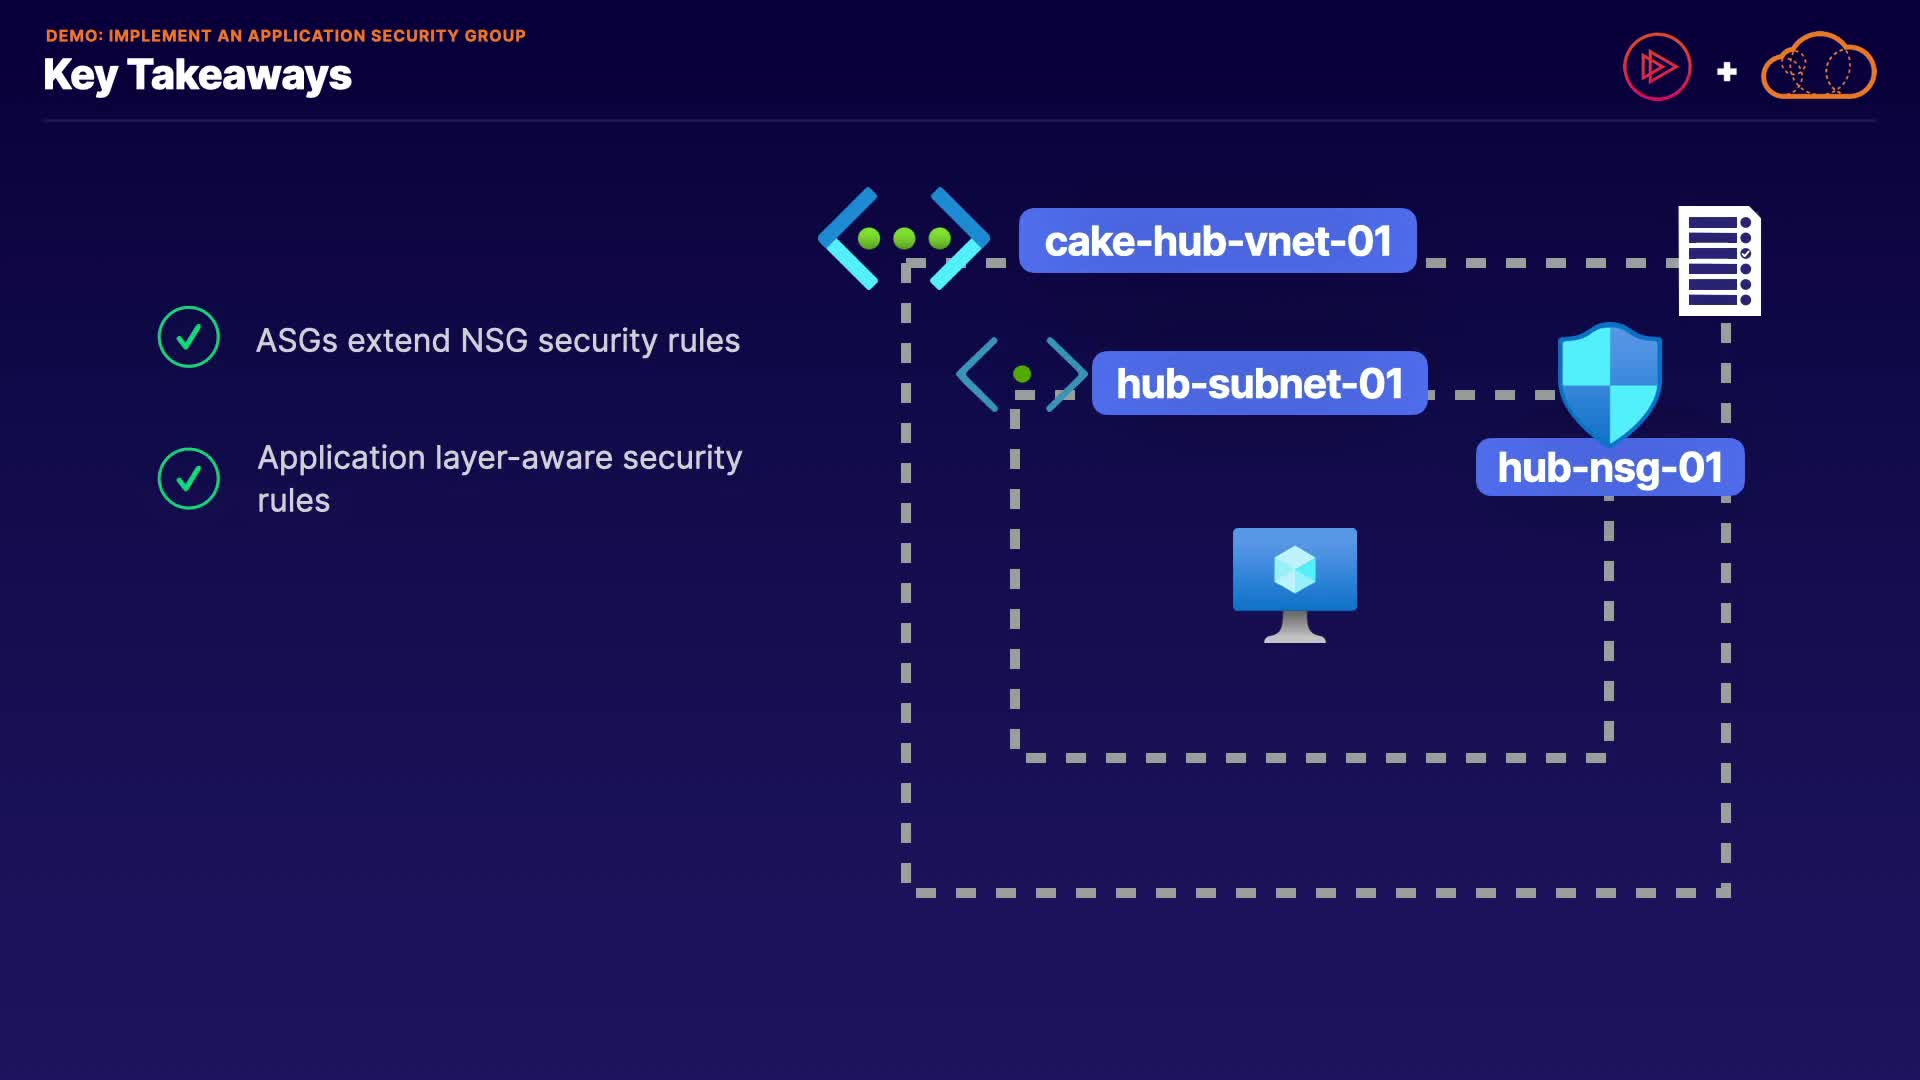 DEMO: IMPLEMENT AN APPLICATION SECURITY GROUP
Key Takeaways
ASGs extend NSG security rules
Application layer-aware security
rules
cake-hub-vnet-01
hub-subnet-01
hub-nsg-01